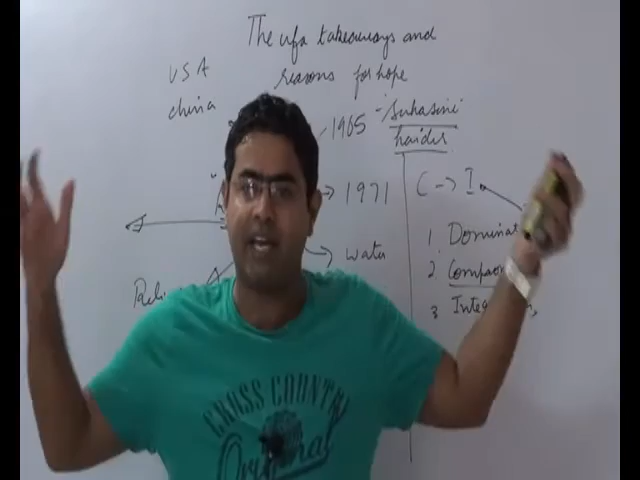 The ufa takeaways and
reasons for hope
USA
China
1965
- Suhasini
haider
1971
C → I
water
1. Dominat
2 Compro
3 Integ
CROSS COUNTRY
Original